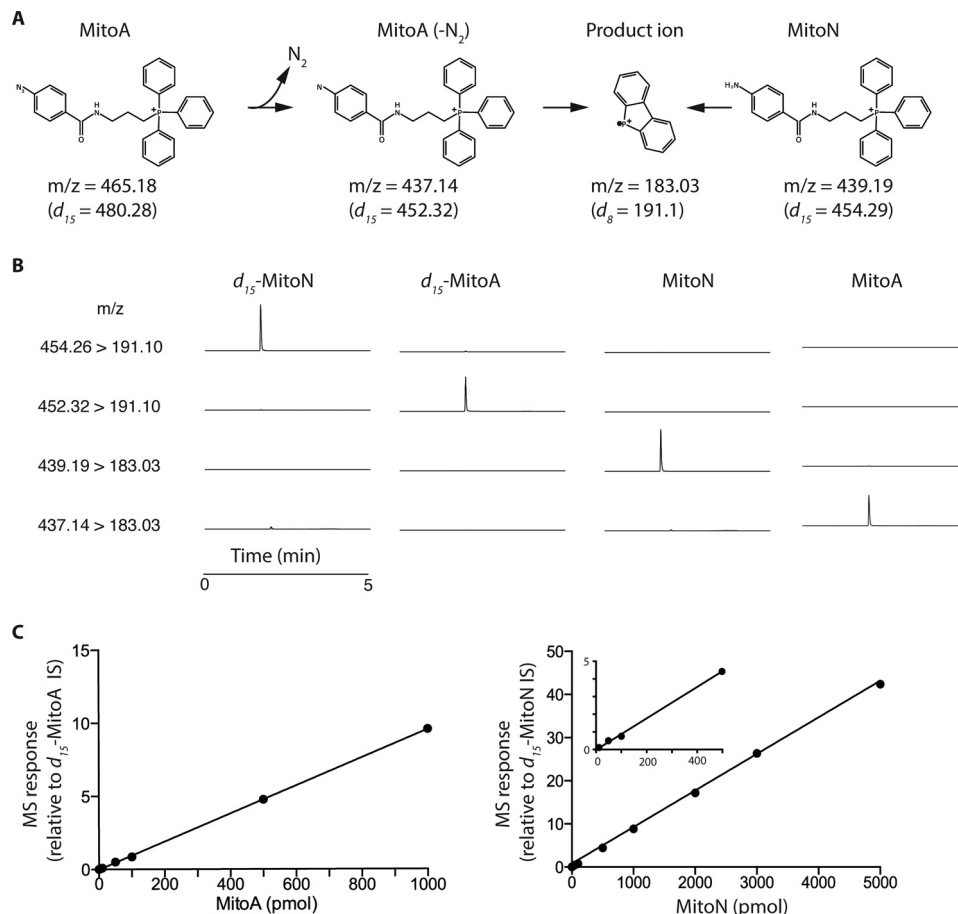 A
MitoA
MitoA (-N₂)
Product ion
MitoN
N₂
N
N
H₂N
H
N
H
N
H
N
P⁺
P⁺
•P⁺
P⁺
O
O
O
m/z = 465.18
(d₁₅ = 480.28)
m/z = 437.14
(d₁₅ = 452.32)
m/z = 183.03
(d₈ = 191.1)
m/z = 439.19
(d₁₅ = 454.29)
B
m/z
d₁₅-MitoN
d₁₅-MitoA
MitoN
MitoA
454.26 > 191.10
452.32 > 191.10
439.19 > 183.03
437.14 > 183.03
Time (min)
0 5
C
MS response
(relative to d₁₅-MitoA IS)
15
10
5
0
0 200 400 600 800 1000
MitoA (pmol)
MS response
(relative to d₁₅-MitoN IS)
50
40
30
20
10
0
5
0
200 400
0 1000 2000 3000 4000 5000
MitoN (pmol)